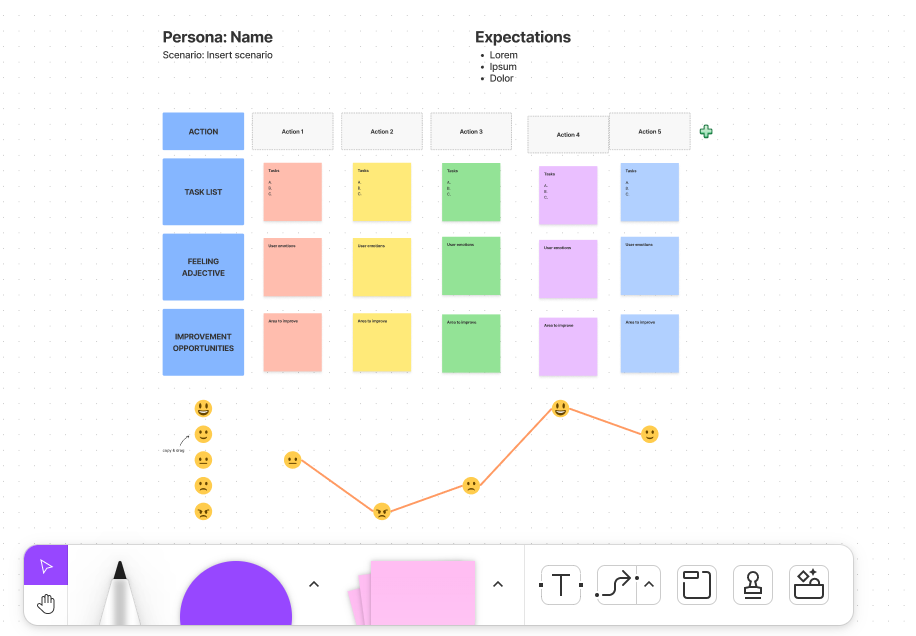 Persona: Name
Scenario: Insert scenario
Expectations
• Lorem
• Ipsum
• Dolor
ACTION
Action 1
Action 2
Action 3
Action 4
Action 5
TASK LIST
Tasks
A.
B.
C.
Tasks
A.
B.
C.
Tasks
A.
B.
C.
Tasks
A.
B.
C.
Tasks
A.
B.
C.
FEELING
ADJECTIVE
User emotions
User emotions
User emotions
User emotions
User emotions
IMPROVEMENT
OPPORTUNITIES
Area to improve
Area to improve
Area to improve
Area to improve
Area to improve
copy & drag